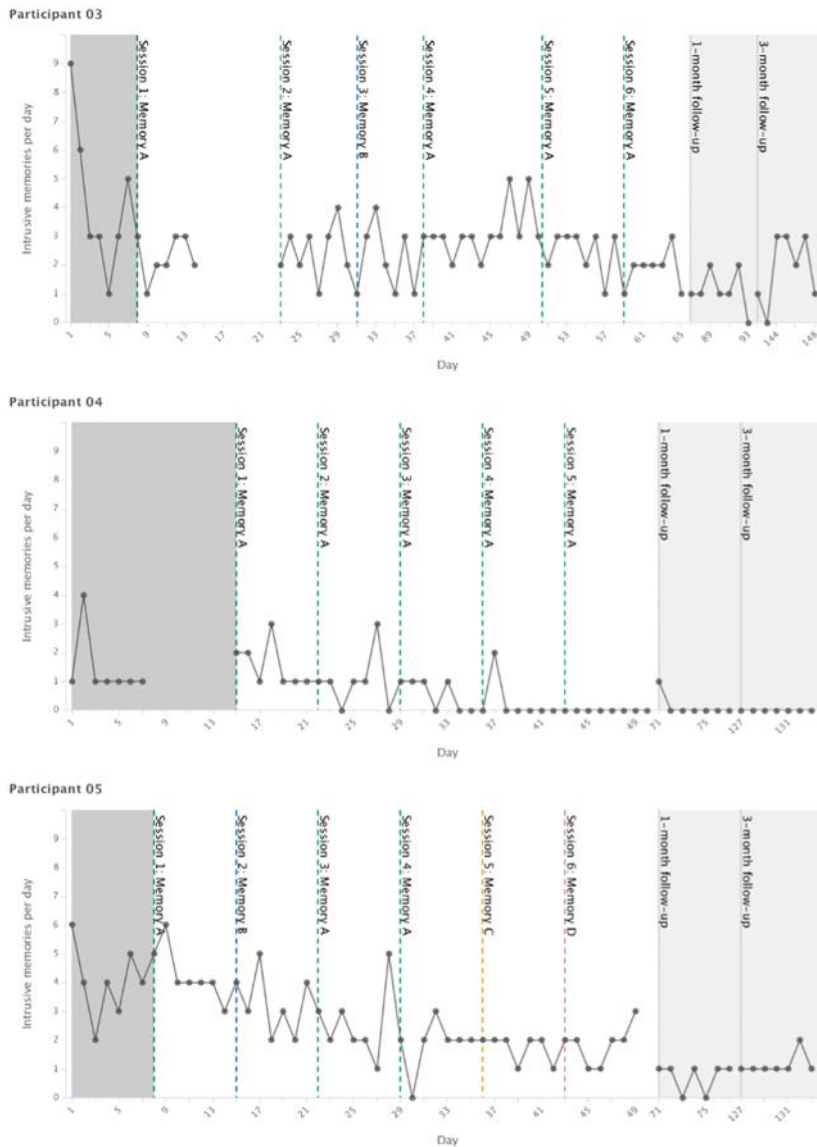 Participant 03
Intrusive memories per day
9
8
7
6
5
4
3
2
1
0
Session 1: Memory A
Session 2: Memory A
Session 3: Memory B
Session 4: Memory A
Session 5: Memory A
Session 6: Memory A
1-month follow-up
3-month follow-up
1 5 9 13 17 21 25 29 33 37 41 45 49 53 57 61 65 89 93 144 148
Day
Participant 04
Intrusive memories per day
9
8
7
6
5
4
3
2
1
0
Session 1: Memory A
Session 2: Memory A
Session 3: Memory A
Session 4: Memory A
Session 5: Memory A
1-month follow-up
3-month follow-up
1 5 9 13 17 21 25 29 33 37 41 45 49 71 75 127 131
Day
Participant 05
Intrusive memories per day
9
8
7
6
5
4
3
2
1
0
Session 1: Memory A
Session 2: Memory B
Session 3: Memory A
Session 4: Memory A
Session 5: Memory C
Session 6: Memory D
1-month follow-up
3-month follow-up
1 5 9 13 17 21 25 29 33 37 41 45 49 71 75 127 131
Day